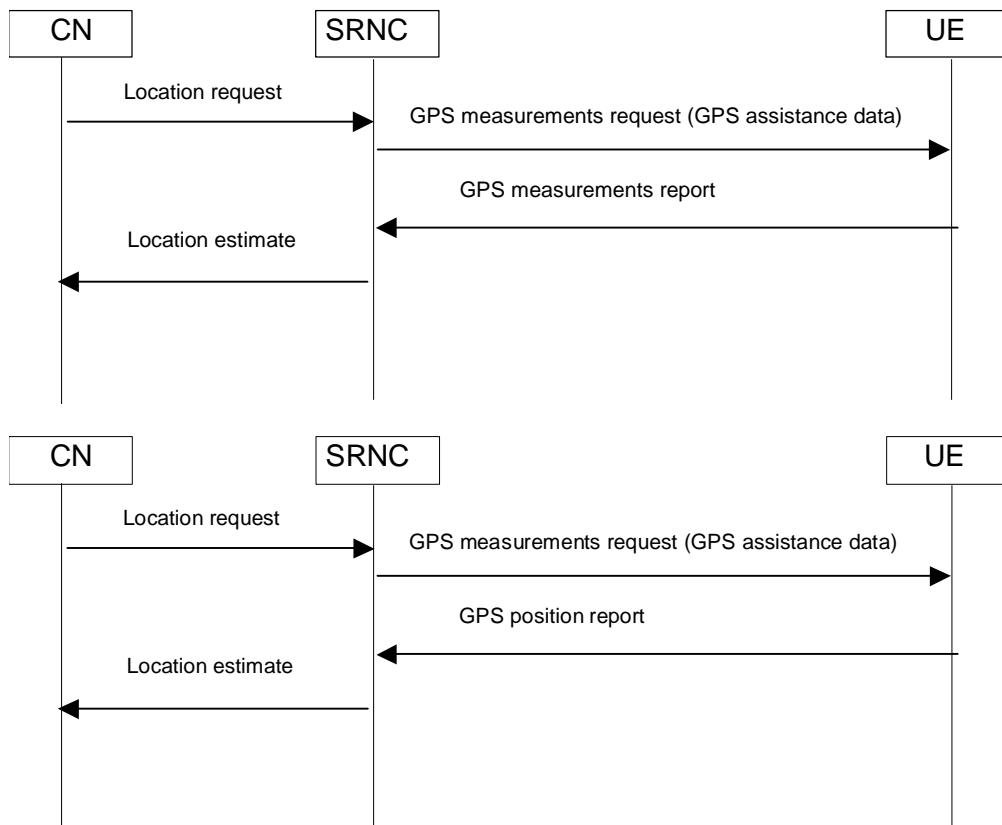 CN
SRNC
UE
Location request
GPS measurements request (GPS assistance data)
GPS measurements report
Location estimate
CN
SRNC
UE
Location request
GPS measurements request (GPS assistance data)
GPS position report
Location estimate